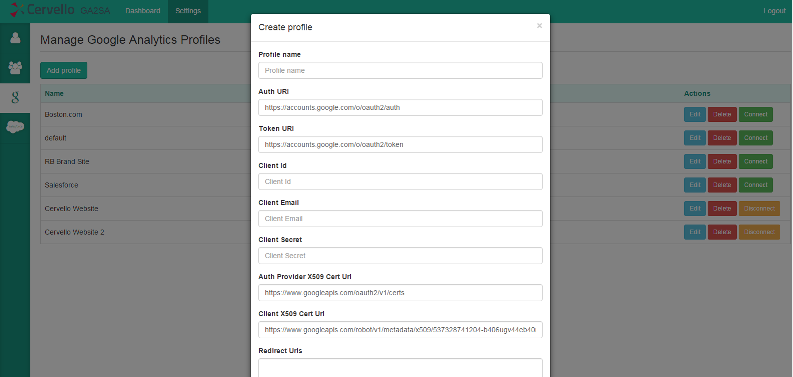 Cervello GA2SA Dashboard Settings Logout
Create profile ×
Manage Google Analytics Profiles
Add profile
Name Actions
Boston.com Edit Delete Connect
default Edit Delete Connect
RB Brand Site Edit Delete Connect
Salesforce Edit Delete Connect
Cervello Website Edit Delete Disconnect
Cervello Website 2 Edit Delete Disconnect
Profile name
Profile name
Auth URI
https://accounts.google.com/o/oauth2/auth
Token URI
https://accounts.google.com/o/oauth2/token
Client Id
Client Id
Client Email
Client Email
Client Secret
Client Secret
Auth Provider X509 Cert Url
https://www.googleapis.com/oauth2/v1/certs
Client X509 Cert Url
https://www.googleapis.com/robot/v1/metadata/x509/537328741204-b406ugv44eb40
Redirect Uris